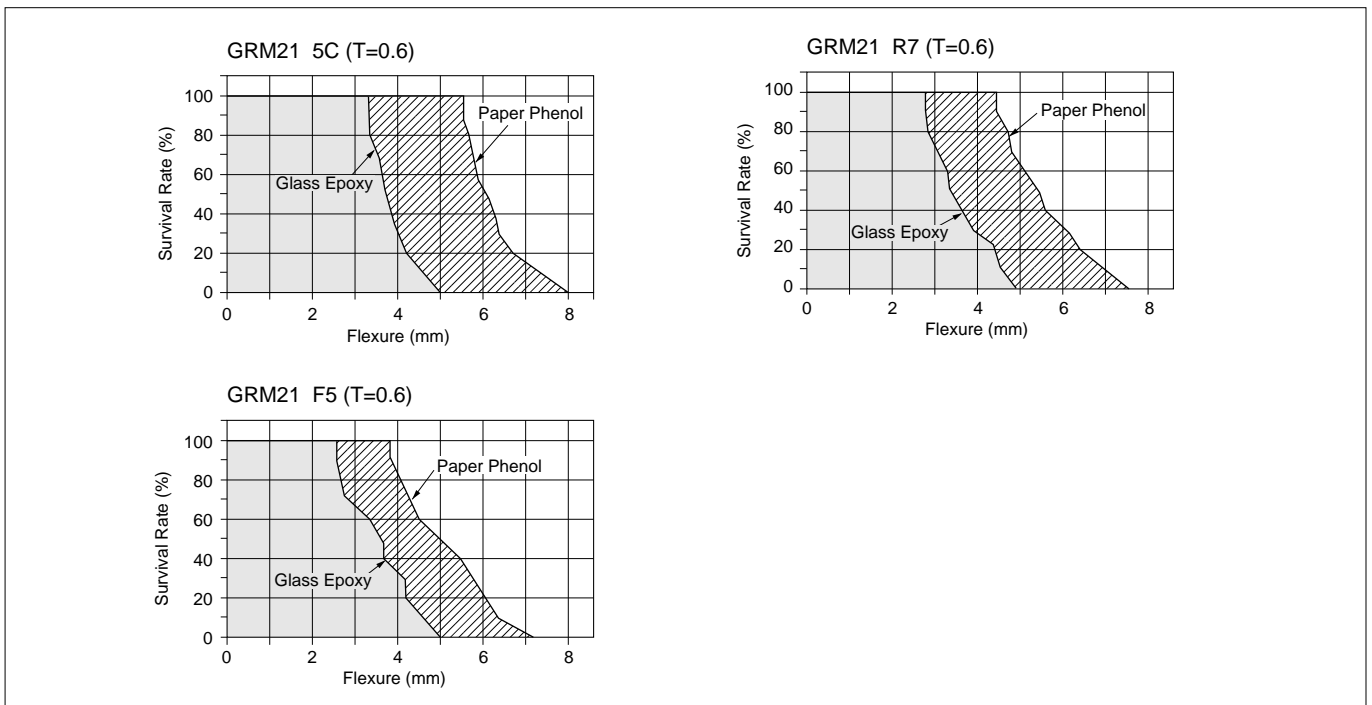 GRM21 5C (T=0.6)
100
80
60
40
20
0
Survival Rate (%)
Paper Phenol
Glass Epoxy
0 2 4 6 8
Flexure (mm)
GRM21 R7 (T=0.6)
100
80
60
40
20
0
Survival Rate (%)
Paper Phenol
Glass Epoxy
0 2 4 6 8
Flexure (mm)
GRM21 F5 (T=0.6)
100
80
60
40
20
0
Survival Rate (%)
Paper Phenol
Glass Epoxy
0 2 4 6 8
Flexure (mm)